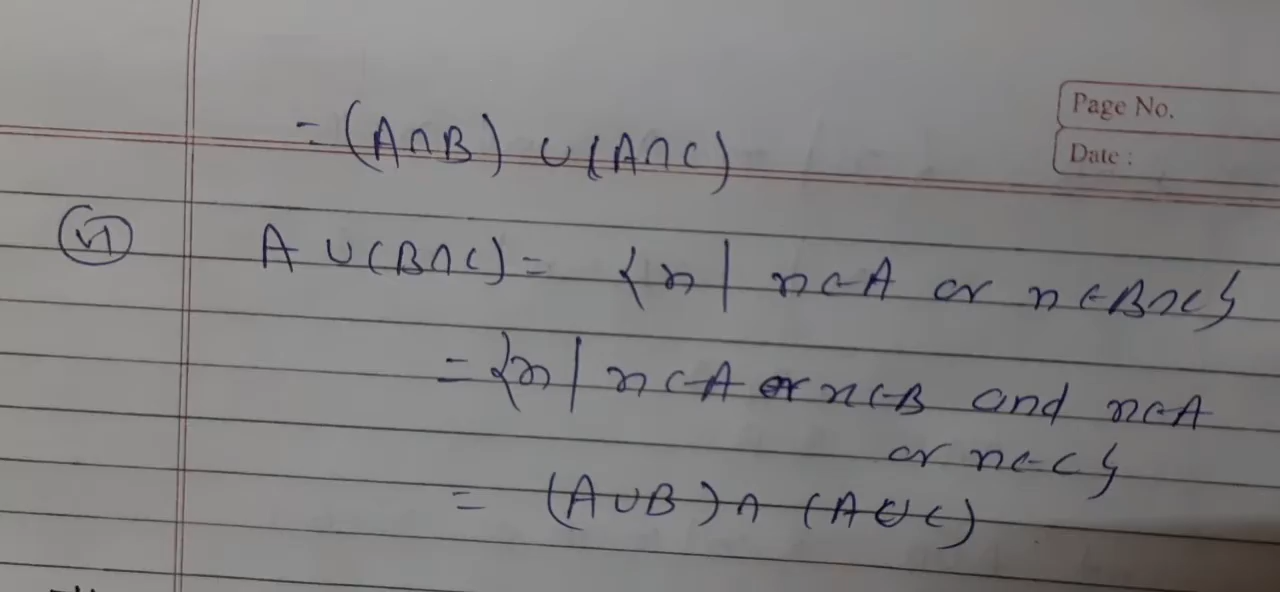 Page No.
Date :
= (A∩B) ∪ (A∩C)
(vi) A ∪ (B∩C) = {x | x∈A or x∈B∩C}
= {x | x∈A or x∈B and x∈A
or x∈C}
= (A∪B) ∩ (A∪C)